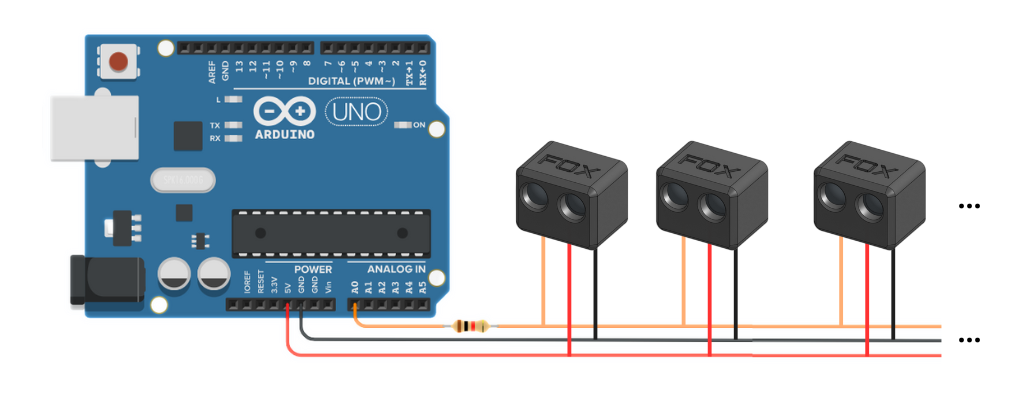 AREF
GND
13
12
~11
~10
~9
8
7
~6
~5
4
~3
2
TX→1
RX←0
DIGITAL (PWM~)
L
TX
RX
UNO
ARDUINO
ON
FOX
FOX
FOX
...
POWER
ANALOG IN
IOREF
RESET
3.3V
5V
GND
GND
Vin
A0
A1
A2
A3
A4
A5
...